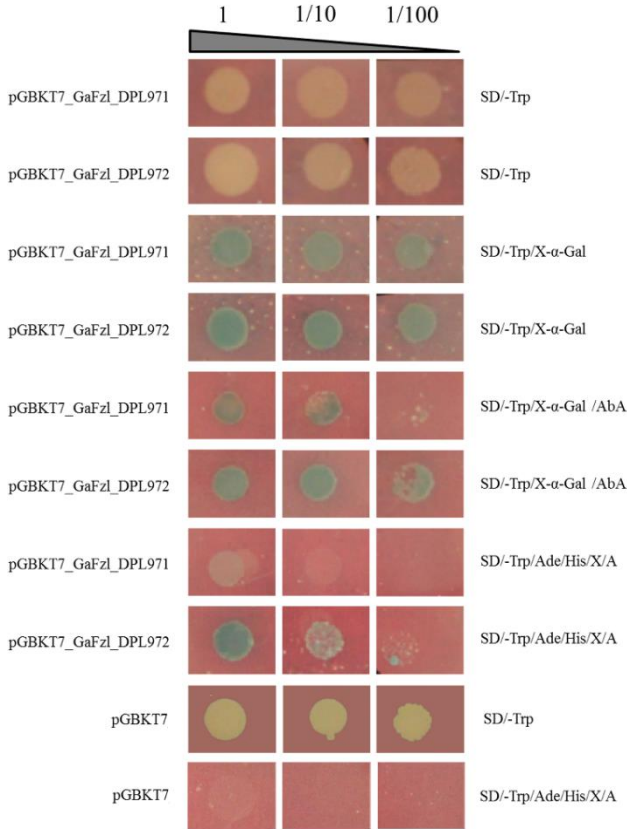 1 1/10 1/100
pGBKT7_GaFzl_DPL971 SD/-Trp
pGBKT7_GaFzl_DPL972 SD/-Trp
pGBKT7_GaFzl_DPL971 SD/-Trp/X-α-Gal
pGBKT7_GaFzl_DPL972 SD/-Trp/X-α-Gal
pGBKT7_GaFzl_DPL971 SD/-Trp/X-α-Gal /AbA
pGBKT7_GaFzl_DPL972 SD/-Trp/X-α-Gal /AbA
pGBKT7_GaFzl_DPL971 SD/-Trp/Ade/His/X/A
pGBKT7_GaFzl_DPL972 SD/-Trp/Ade/His/X/A
pGBKT7 SD/-Trp
pGBKT7 SD/-Trp/Ade/His/X/A